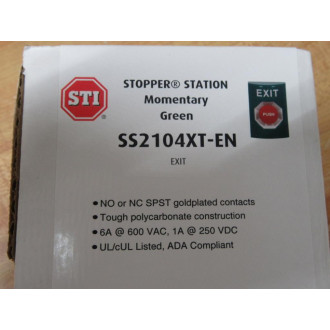 STI
®
STOPPER® STATION
Momentary
Green
SS2104XT-EN
EXIT
EXIT
PUSH
• NO or NC SPST goldplated contacts
• Tough polycarbonate construction
• 6A @ 600 VAC, 1A @ 250 VDC
• UL/cUL Listed, ADA Compliant